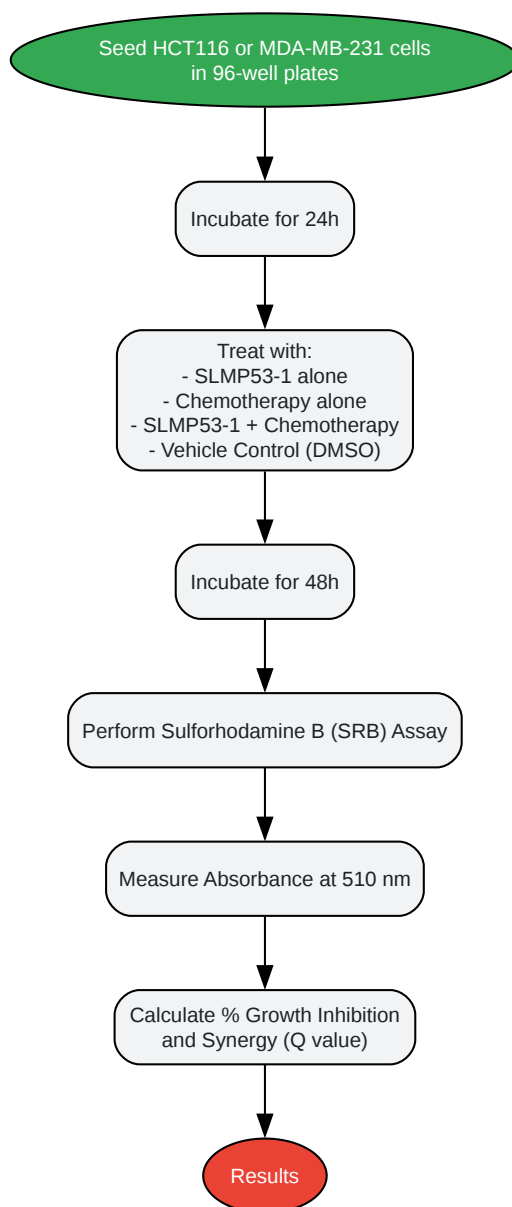 Seed HCT116 or MDA-MB-231 cells
in 96-well plates
Incubate for 24h
Treat with:
- SLMP53-1 alone
- Chemotherapy alone
- SLMP53-1 + Chemotherapy
- Vehicle Control (DMSO)
Incubate for 48h
Perform Sulforhodamine B (SRB) Assay
Measure Absorbance at 510 nm
Calculate % Growth Inhibition
and Synergy (Q value)
Results